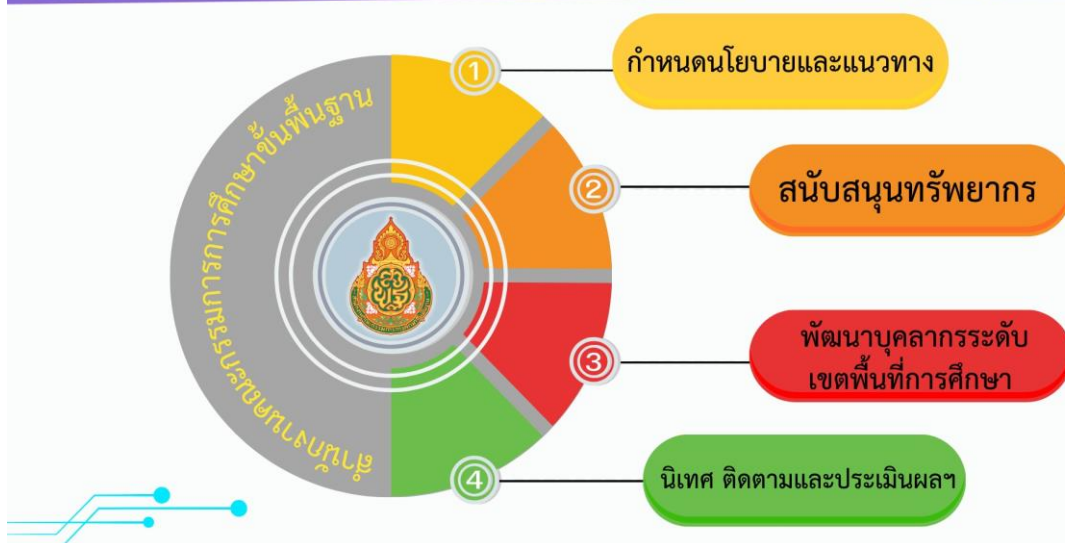 สำนักงานคณะกรรมการการศึกษาขั้นพื้นฐาน
1
กำหนดนโยบายและแนวทาง
2
สนับสนุนทรัพยากร
3
พัฒนาบุคลากรระดับ
เขตพื้นที่การศึกษา
4
นิเทศ ติดตามและประเมินผลฯ